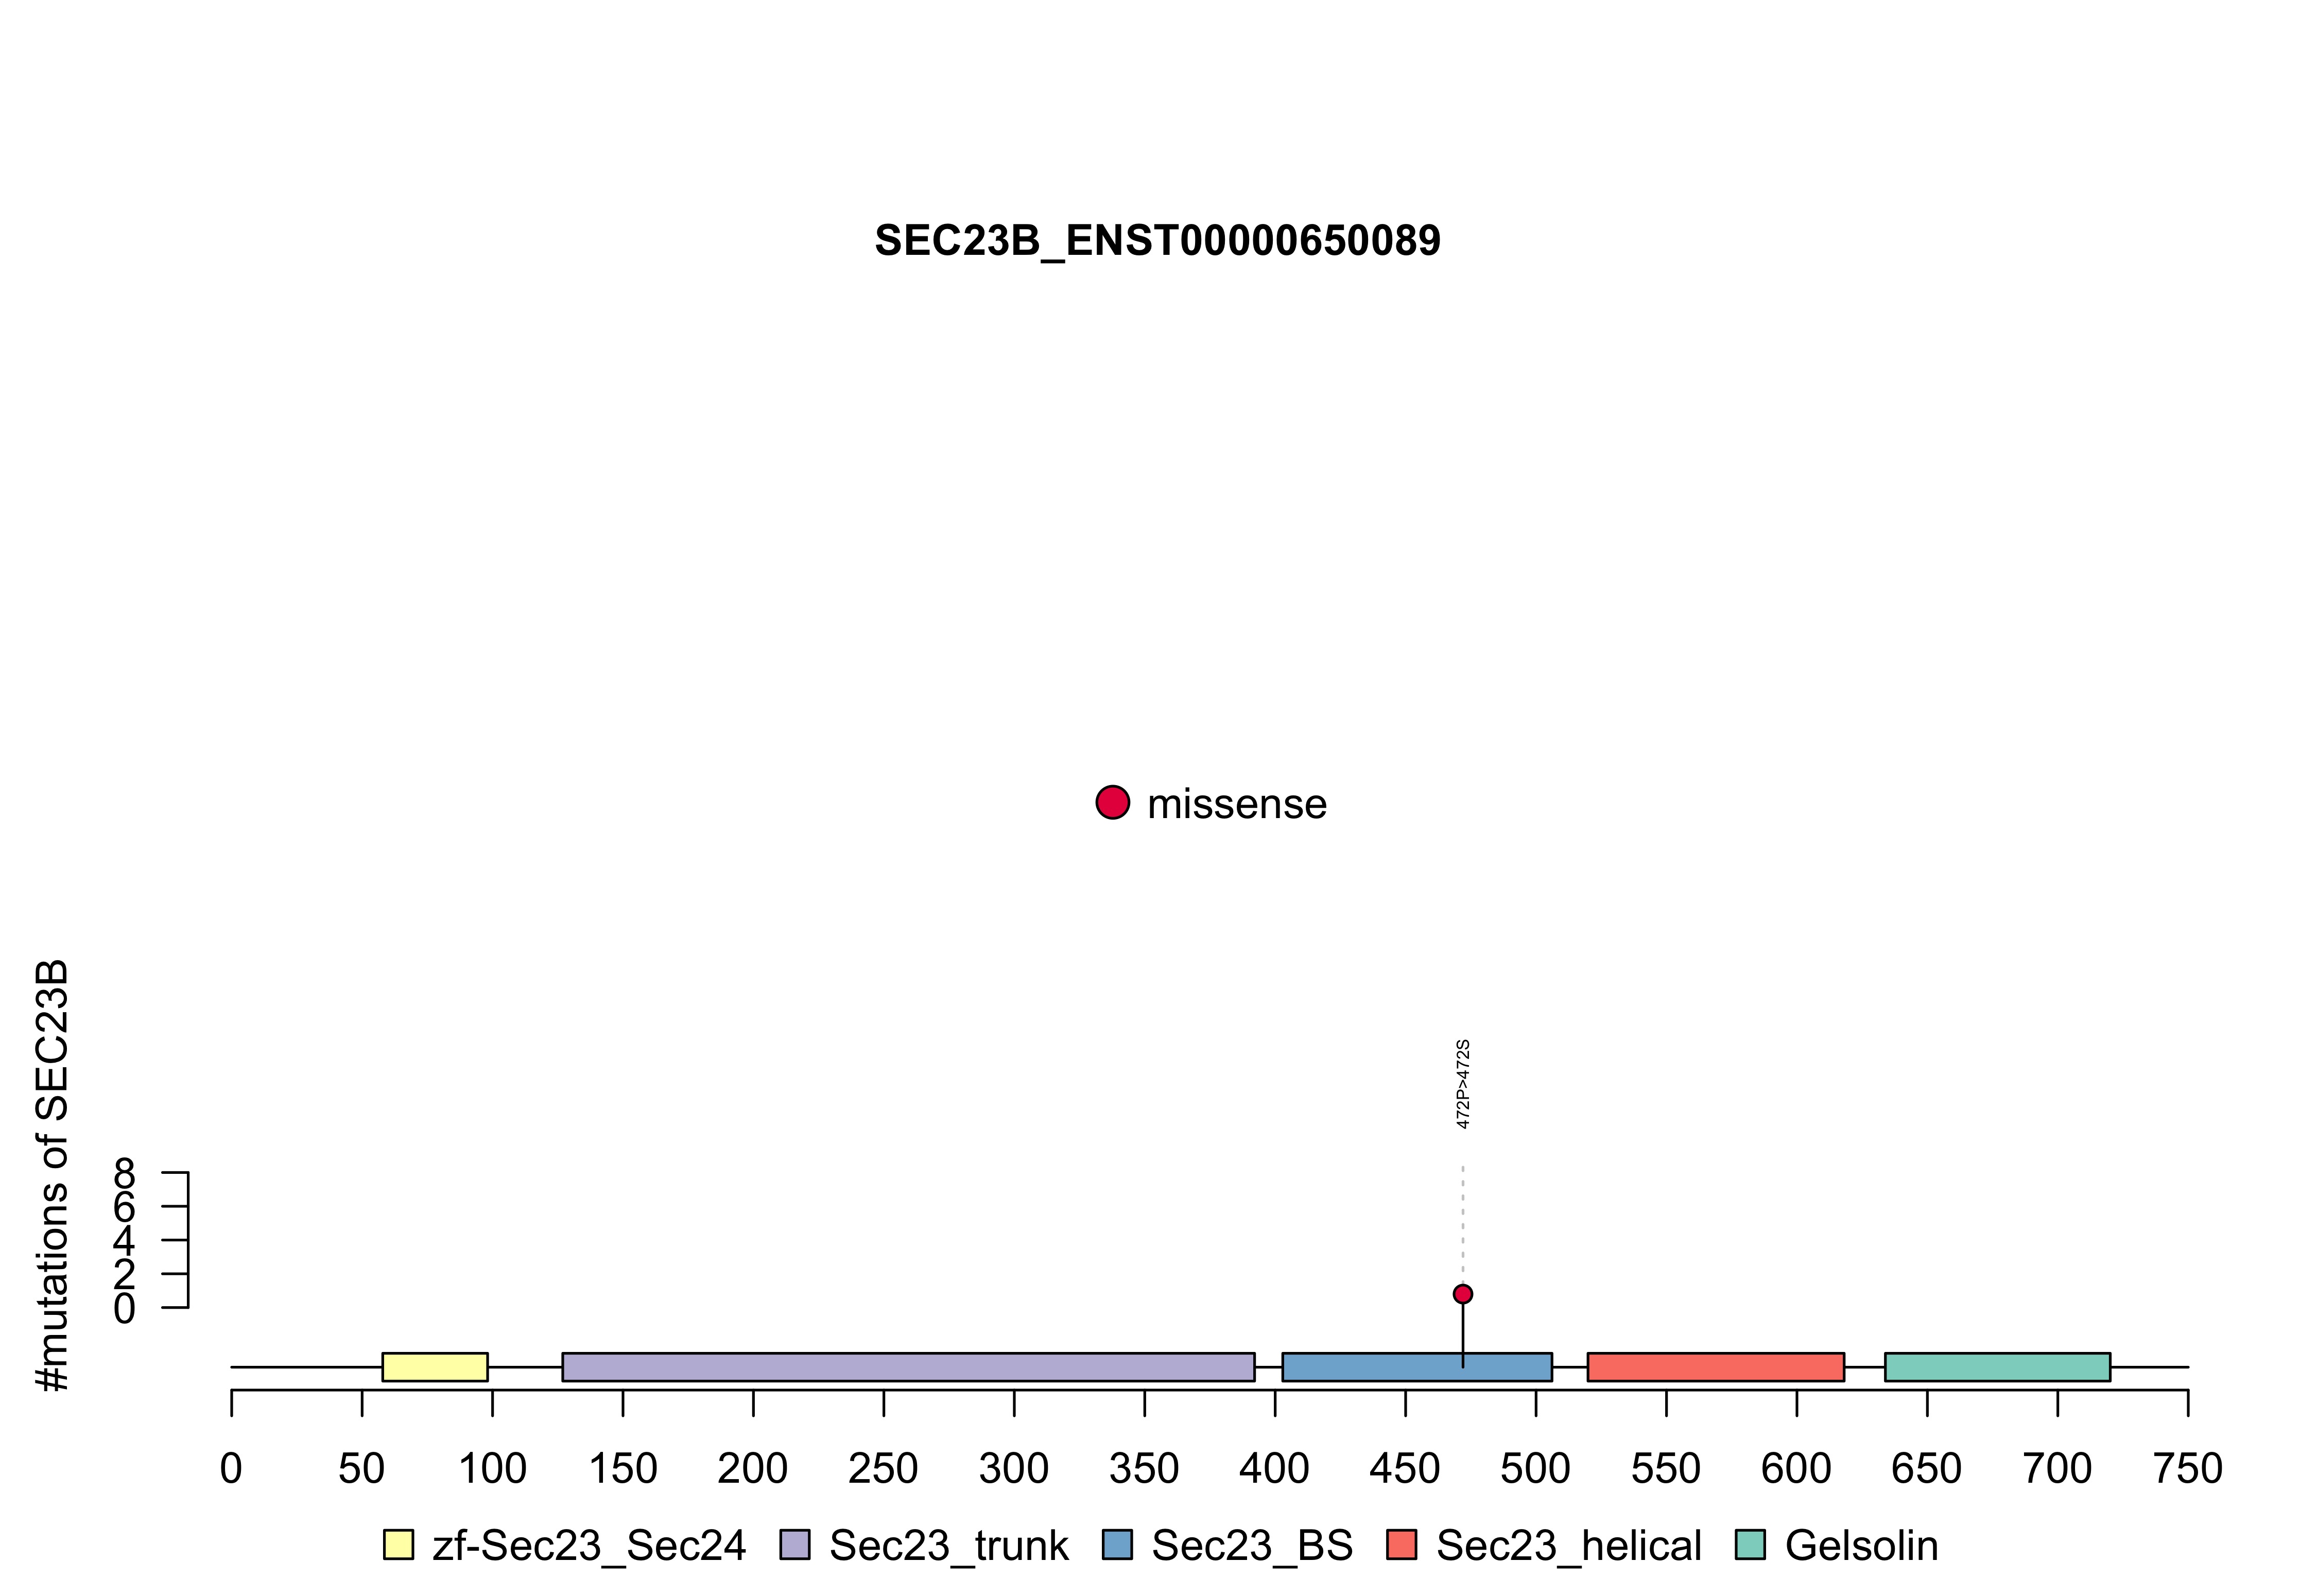 SEC23B_ENST00000650089
missense
#mutations of SEC23B
472P>472S
8
6
4
2
0
0 50 100 150 200 250 300 350 400 450 500 550 600 650 700 750
zf-Sec23_Sec24 Sec23_trunk Sec23_BS Sec23_helical Gelsolin